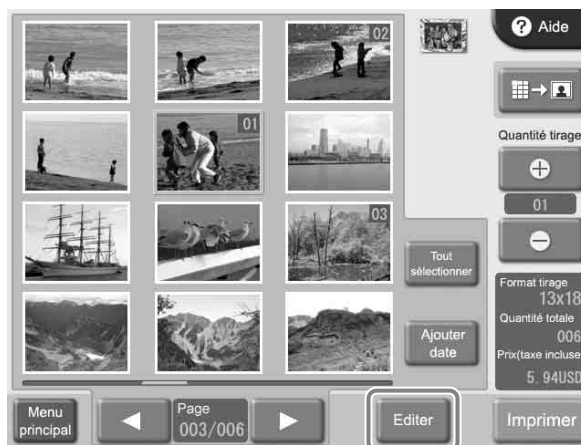 02
Aide
01
Quantité tirage
01
03
Tout
sélectionner
Format tirage
13x18
Quantité totale
006
Ajouter
date
Prix(taxe incluse
5.94USD
Menu
principal
Page
003/006
Editer
Imprimer